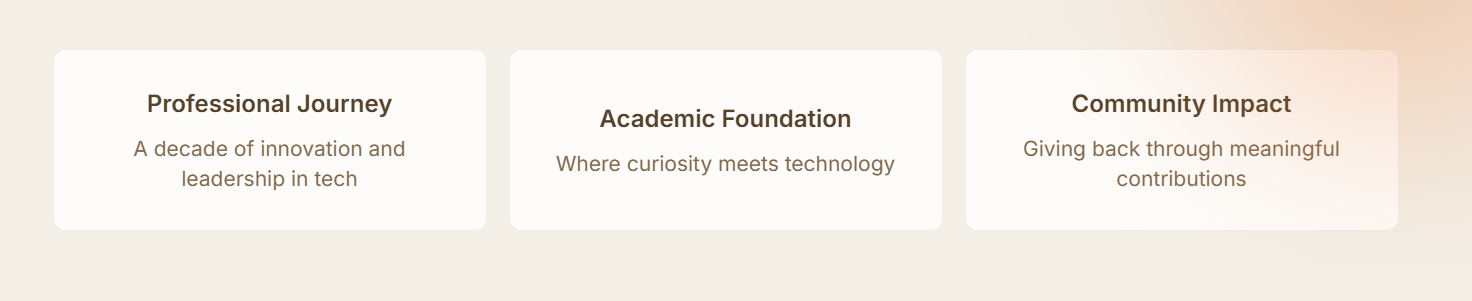 Professional Journey
A decade of innovation and
leadership in tech
Academic Foundation
Where curiosity meets technology
Community Impact
Giving back through meaningful
contributions